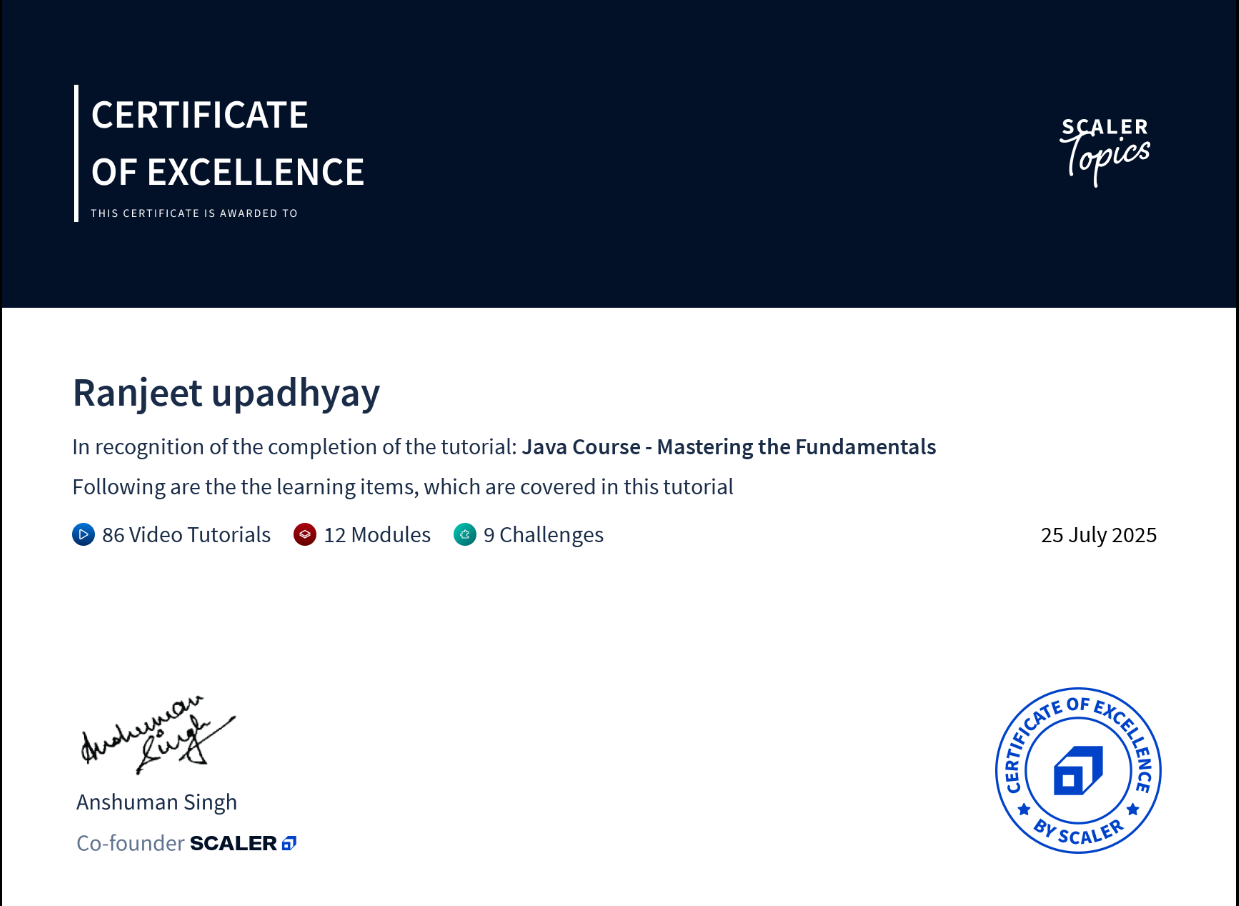 CERTIFICATE
OF EXCELLENCE
THIS CERTIFICATE IS AWARDED TO
SCALER
Topics
Ranjeet upadhyay
In recognition of the completion of the tutorial: Java Course - Mastering the Fundamentals
Following are the the learning items, which are covered in this tutorial
86 Video Tutorials 12 Modules 9 Challenges 25 July 2025
Anshuman
Singh
Anshuman Singh
Co-founder SCALER
CERTIFICATE OF EXCELLENCE
BY SCALER